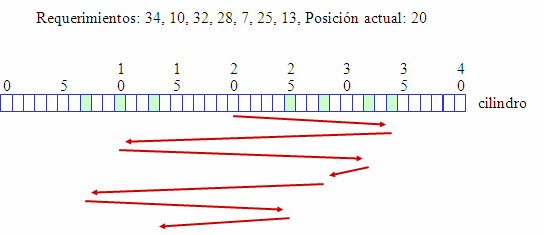 Requerimientos: 34, 10, 32, 28, 7, 25, 13, Posición actual: 20
1 1 2 2 3 3 4
0 5 0 5 0 5 0 5 0
cilindro